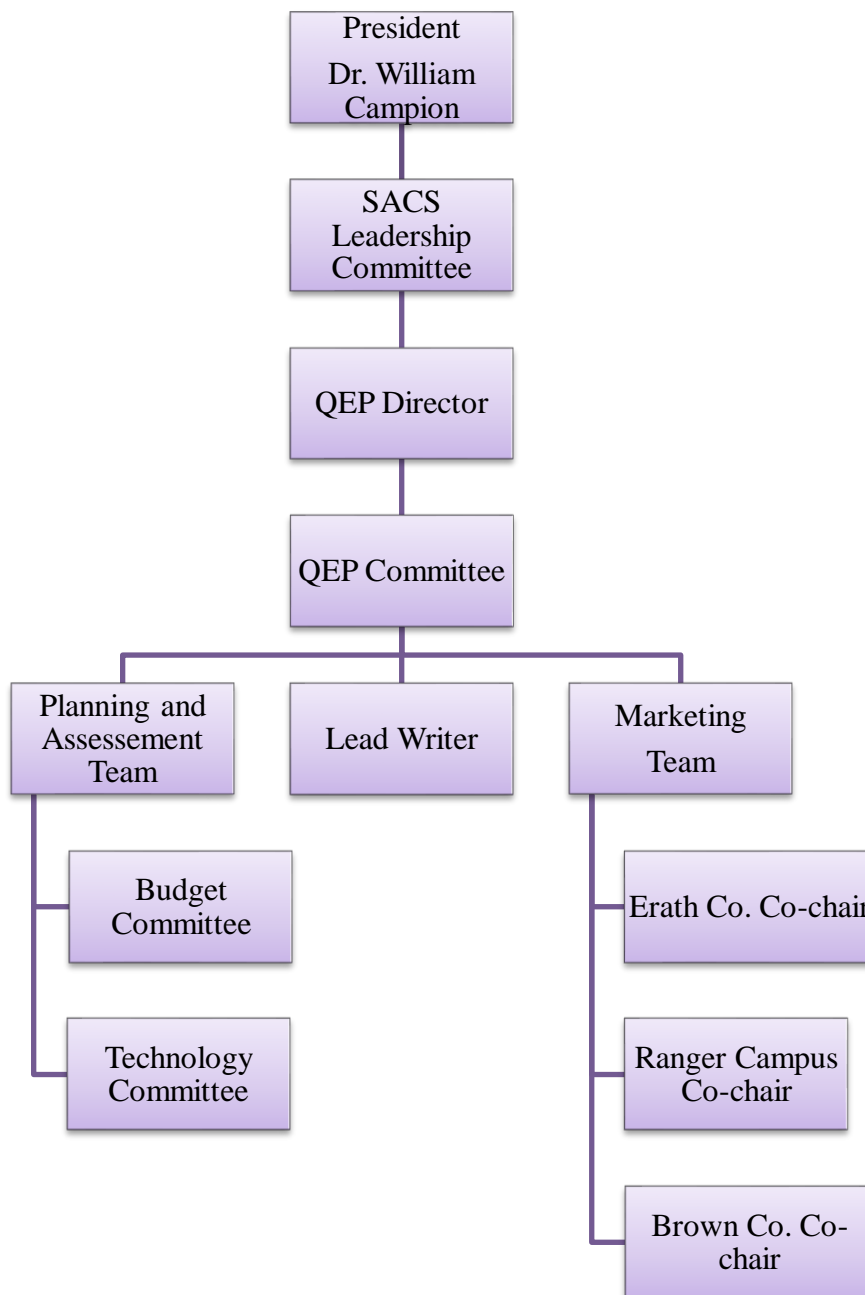 President
Dr. William
Campion
SACS
Leadership
Committee
QEP Director
QEP Committee
Planning and
Assessement
Team
Lead Writer
Marketing
Team
Budget
Committee
Technology
Committee
Erath Co. Co-chair
Ranger Campus
Co-chair
Brown Co. Co-
chair